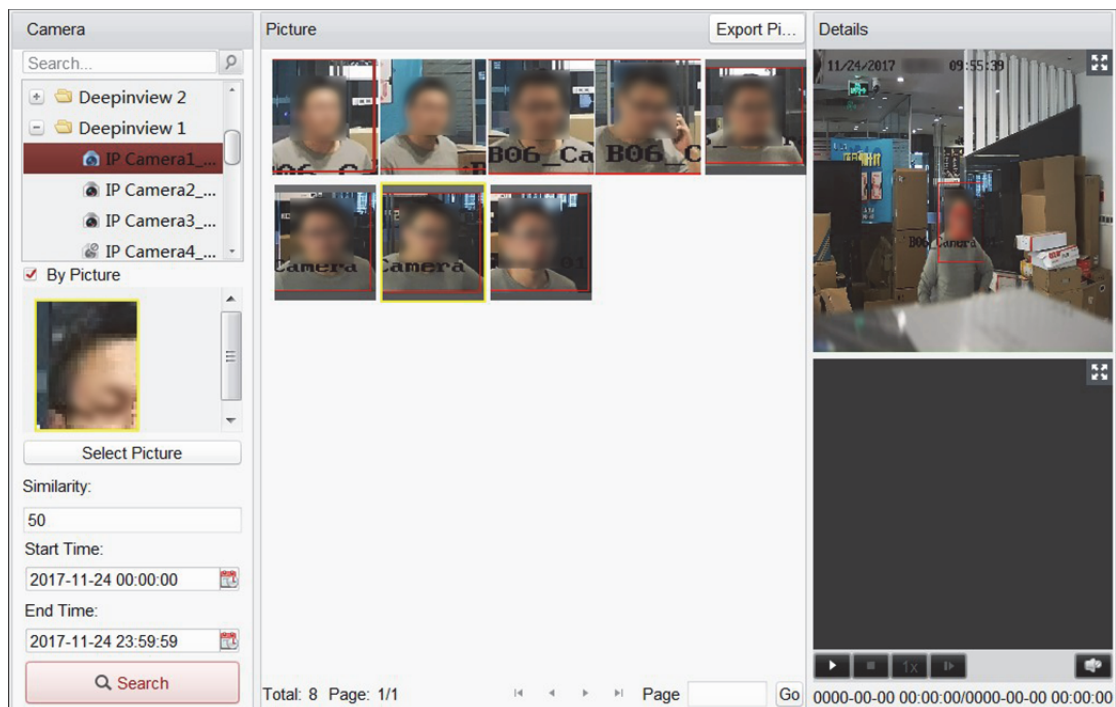 Camera
Search...
Deepinview 2
Deepinview 1
IP Camera1_...
IP Camera2_...
IP Camera3_...
IP Camera4_...
By Picture
Select Picture
Similarity:
50
Start Time:
2017-11-24 00:00:00
End Time:
2017-11-24 23:59:59
Search
Picture
Export Pi...
B06_Ca
B06_C
Camera
Camera
01
Total: 8 Page: 1/1
Page
Go
Details
11/24/2017 09:55:39
B06_Camera
1x
0000-00-00 00:00:00/0000-00-00 00:00:00